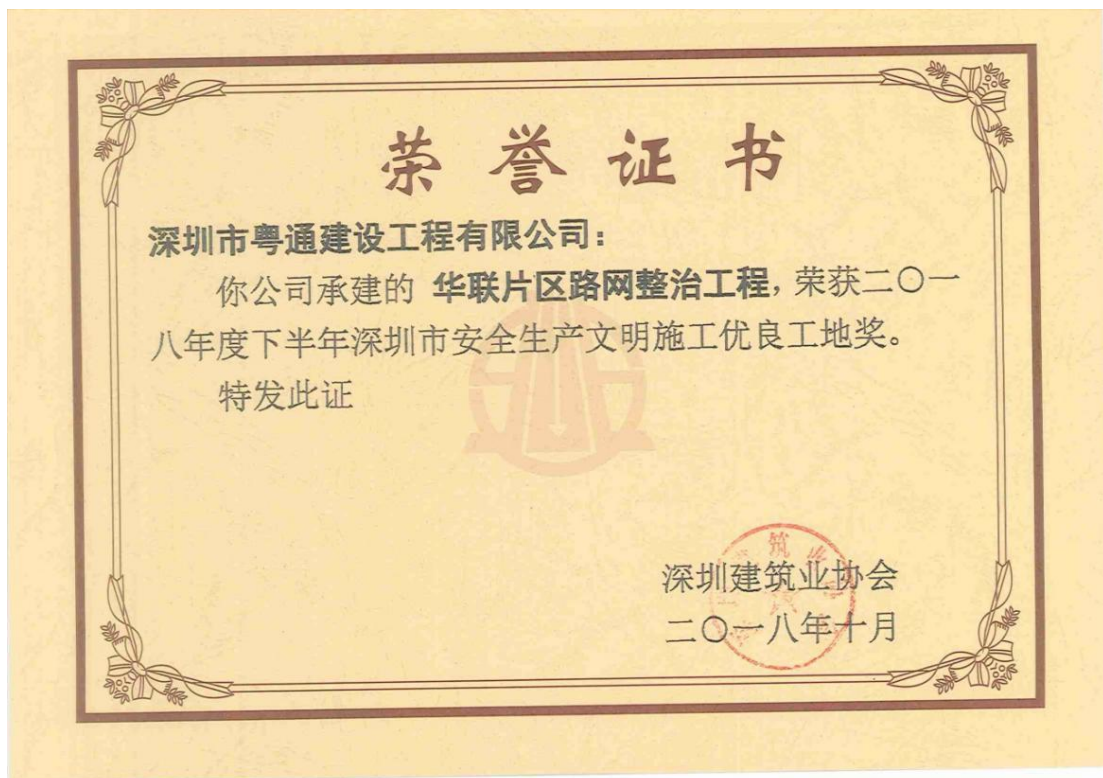 荣誉证书
深圳市粤通建设工程有限公司：
你公司承建的 华联片区路网整治工程，荣获二〇一
八年度下半年深圳市安全生产文明施工优良工地奖。
特发此证
深圳建筑业协会
二〇一八年十月